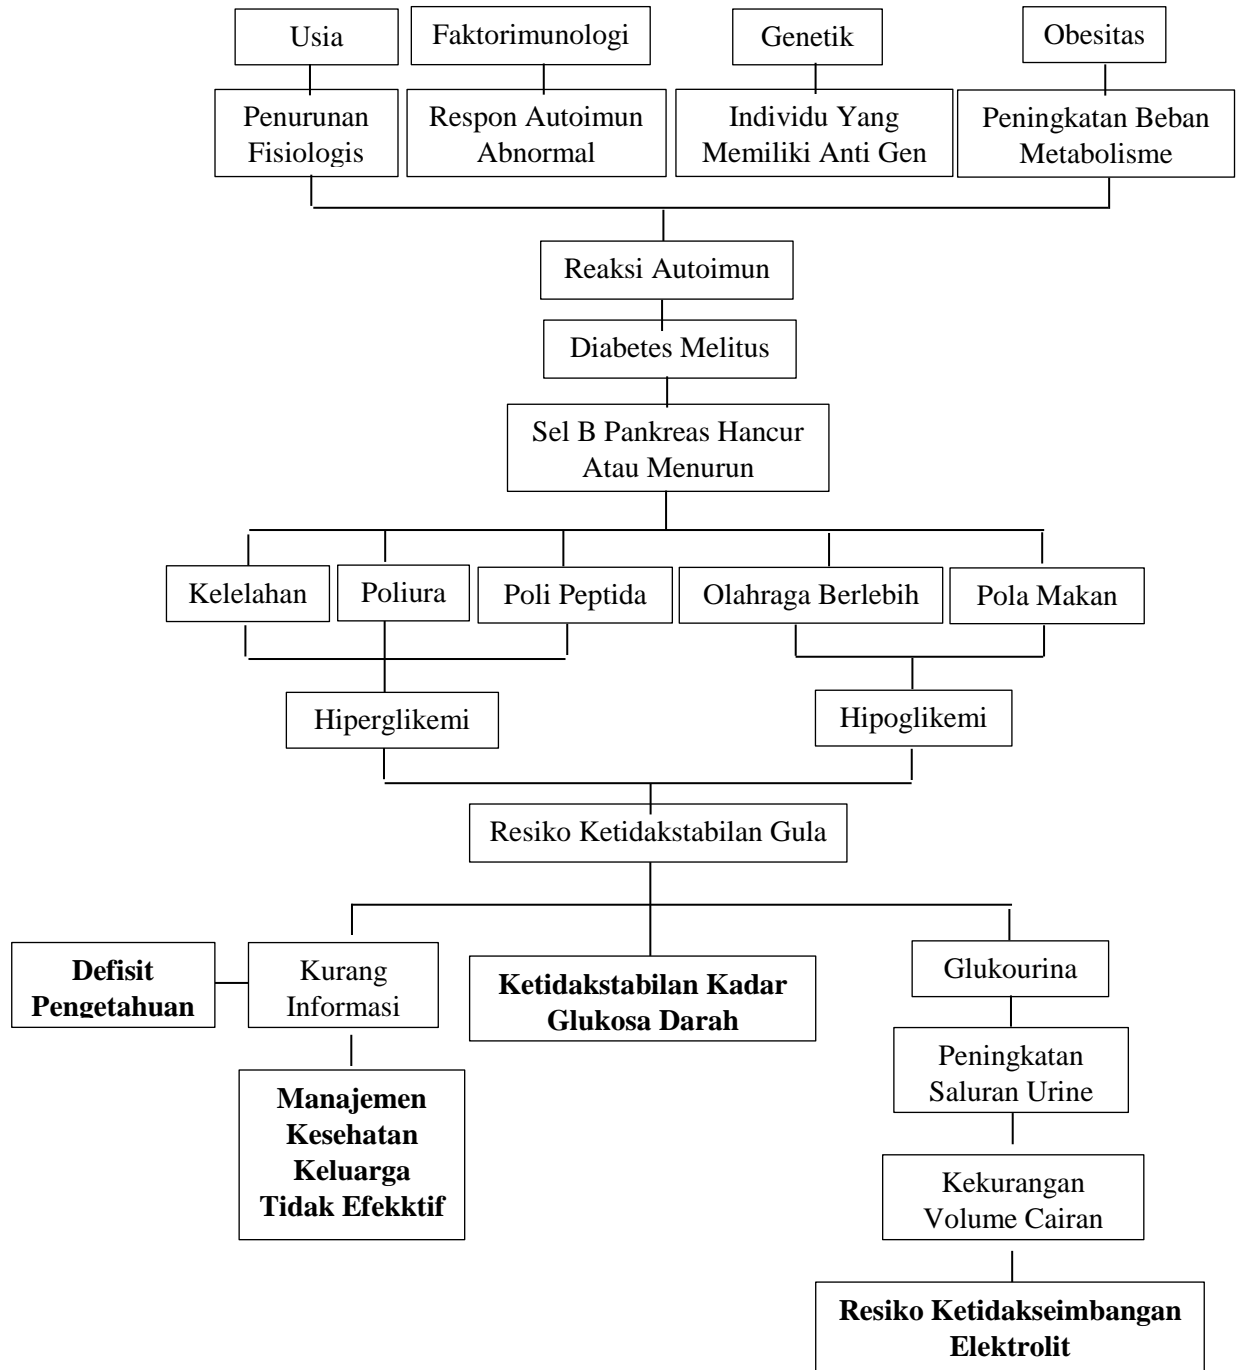 Usia
Faktorimunologi
Genetik
Obesitas
Penurunan
Fisiologis
Respon Autoimun
Abnormal
Individu Yang
Memiliki Anti Gen
Peningkatan Beban
Metabolisme
Reaksi Autoimun
Diabetes Melitus
Sel B Pankreas Hancur
Atau Menurun
Kelelahan
Poliura
Poli Peptida
Olahraga Berlebih
Pola Makan
Hiperglikemi
Hipoglikemi
Resiko Ketidakstabilan Gula
Defisit
Pengetahuan
Kurang
Informasi
Ketidakstabilan Kadar
Glukosa Darah
Glukourina
Peningkatan
Saluran Urine
Manajemen
Kesehatan
Keluarga
Tidak Efekktif
Kekurangan
Volume Cairan
Resiko Ketidakseimbangan
Elektrolit